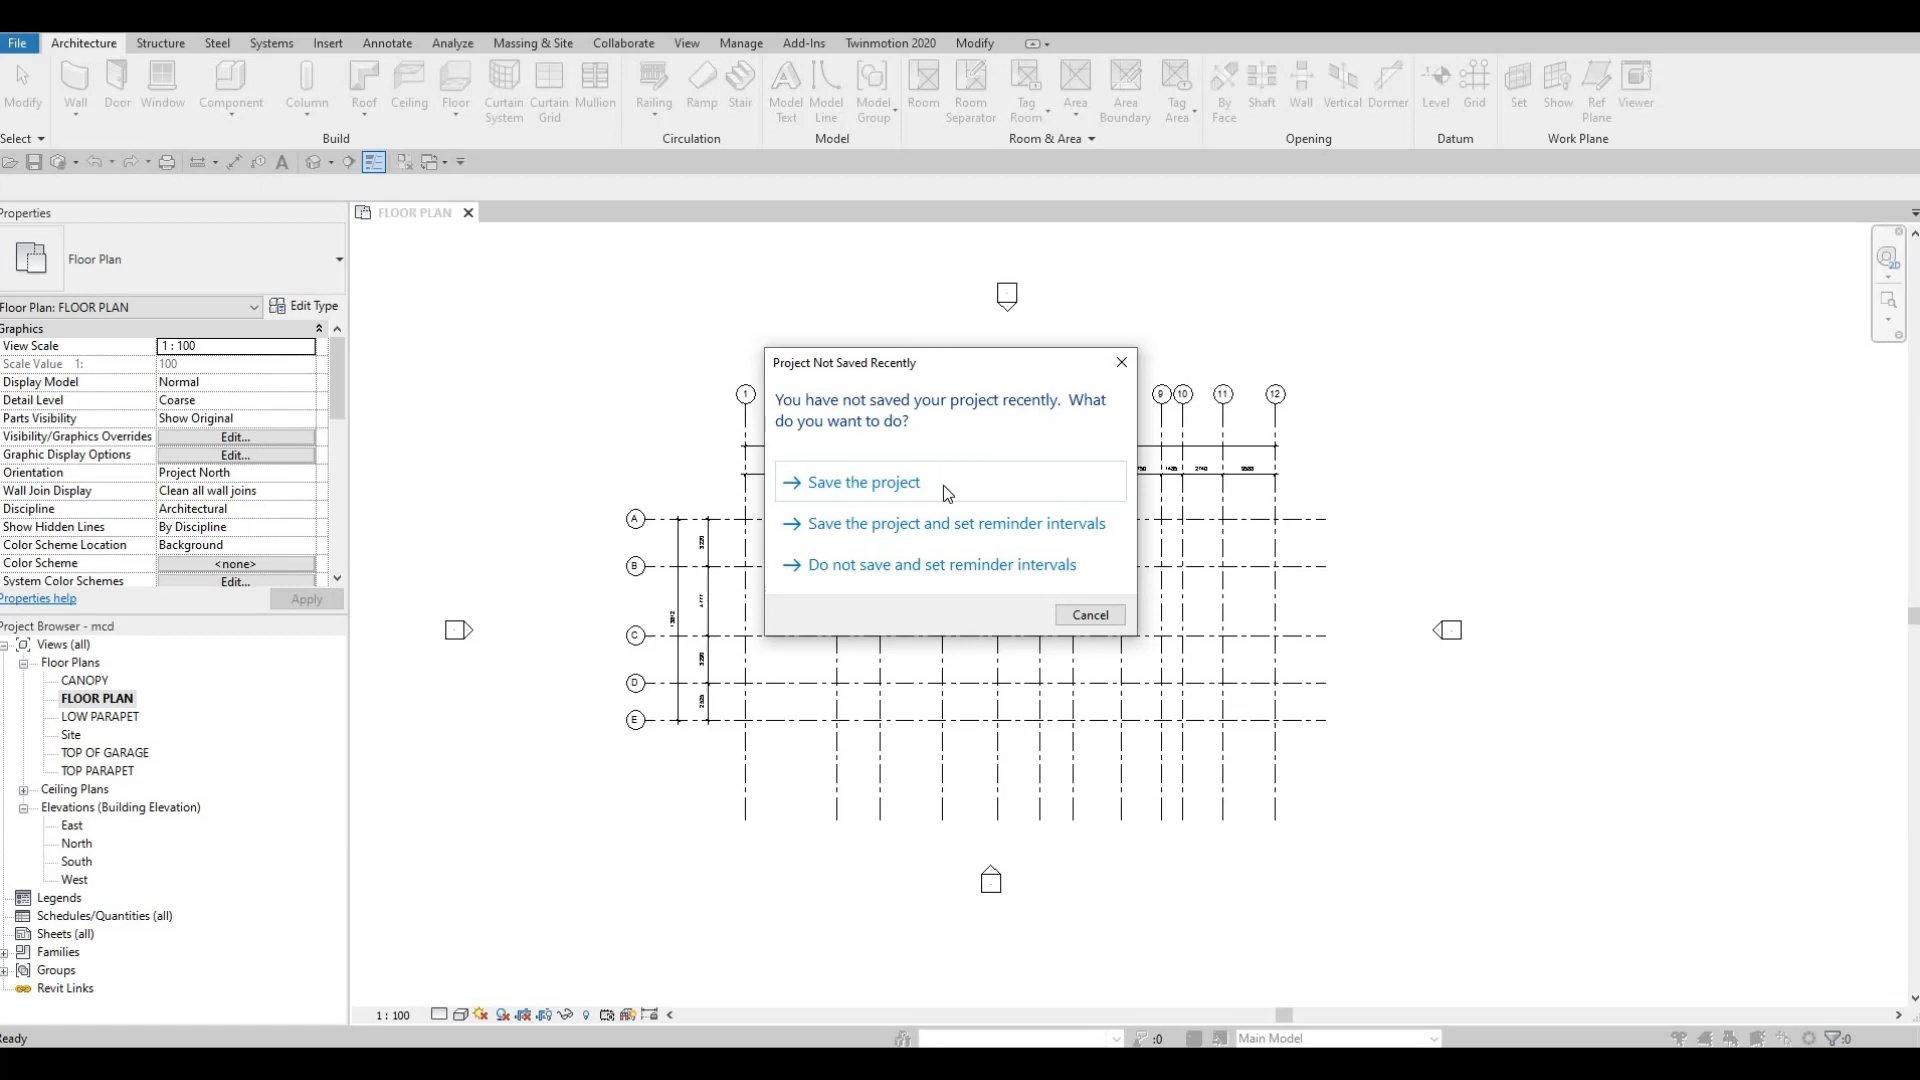 File Architecture Structure Steel Systems Insert Annotate Analyze Massing & Site Collaborate View Manage Add-Ins Twinmotion 2020 Modify
Modify Wall Door Window Component Column Roof Ceiling Floor Curtain System Curtain Grid Mullion Railing Ramp Stair Model Text Model Line Model Group Room Room Separator Tag Room Area Area Boundary Tag Area By Face Shaft Wall Vertical Dormer Level Grid Set Show Ref Plane Viewer
Select Build Circulation Model Room & Area Opening Datum Work Plane
Properties
FLOOR PLAN
Floor Plan
Floor Plan: FLOOR PLAN Edit Type
Graphics
View Scale 1 : 100
Scale Value 1: 100
Display Model Normal
Detail Level Coarse
Parts Visibility Show Original
Visibility/Graphics Overrides Edit...
Graphic Display Options Edit...
Orientation Project North
Wall Join Display Clean all wall joins
Discipline Architectural
Show Hidden Lines By Discipline
Color Scheme Location Background
Color Scheme <none>
System Color Schemes Edit...
Properties help Apply
Project Browser - mcd
Views (all)
Floor Plans
CANOPY
FLOOR PLAN
LOW PARAPET
Site
TOP OF GARAGE
TOP PARAPET
Ceiling Plans
Elevations (Building Elevation)
East
North
South
West
Legends
Schedules/Quantities (all)
Sheets (all)
Families
Groups
Revit Links
2D
1 9 10 11 12
A
B
C
D
E
Project Not Saved Recently
You have not saved your project recently. What
do you want to do?
Save the project
Save the project and set reminder intervals
Do not save and set reminder intervals
Cancel
1 : 100
eady :0 Main Model :0